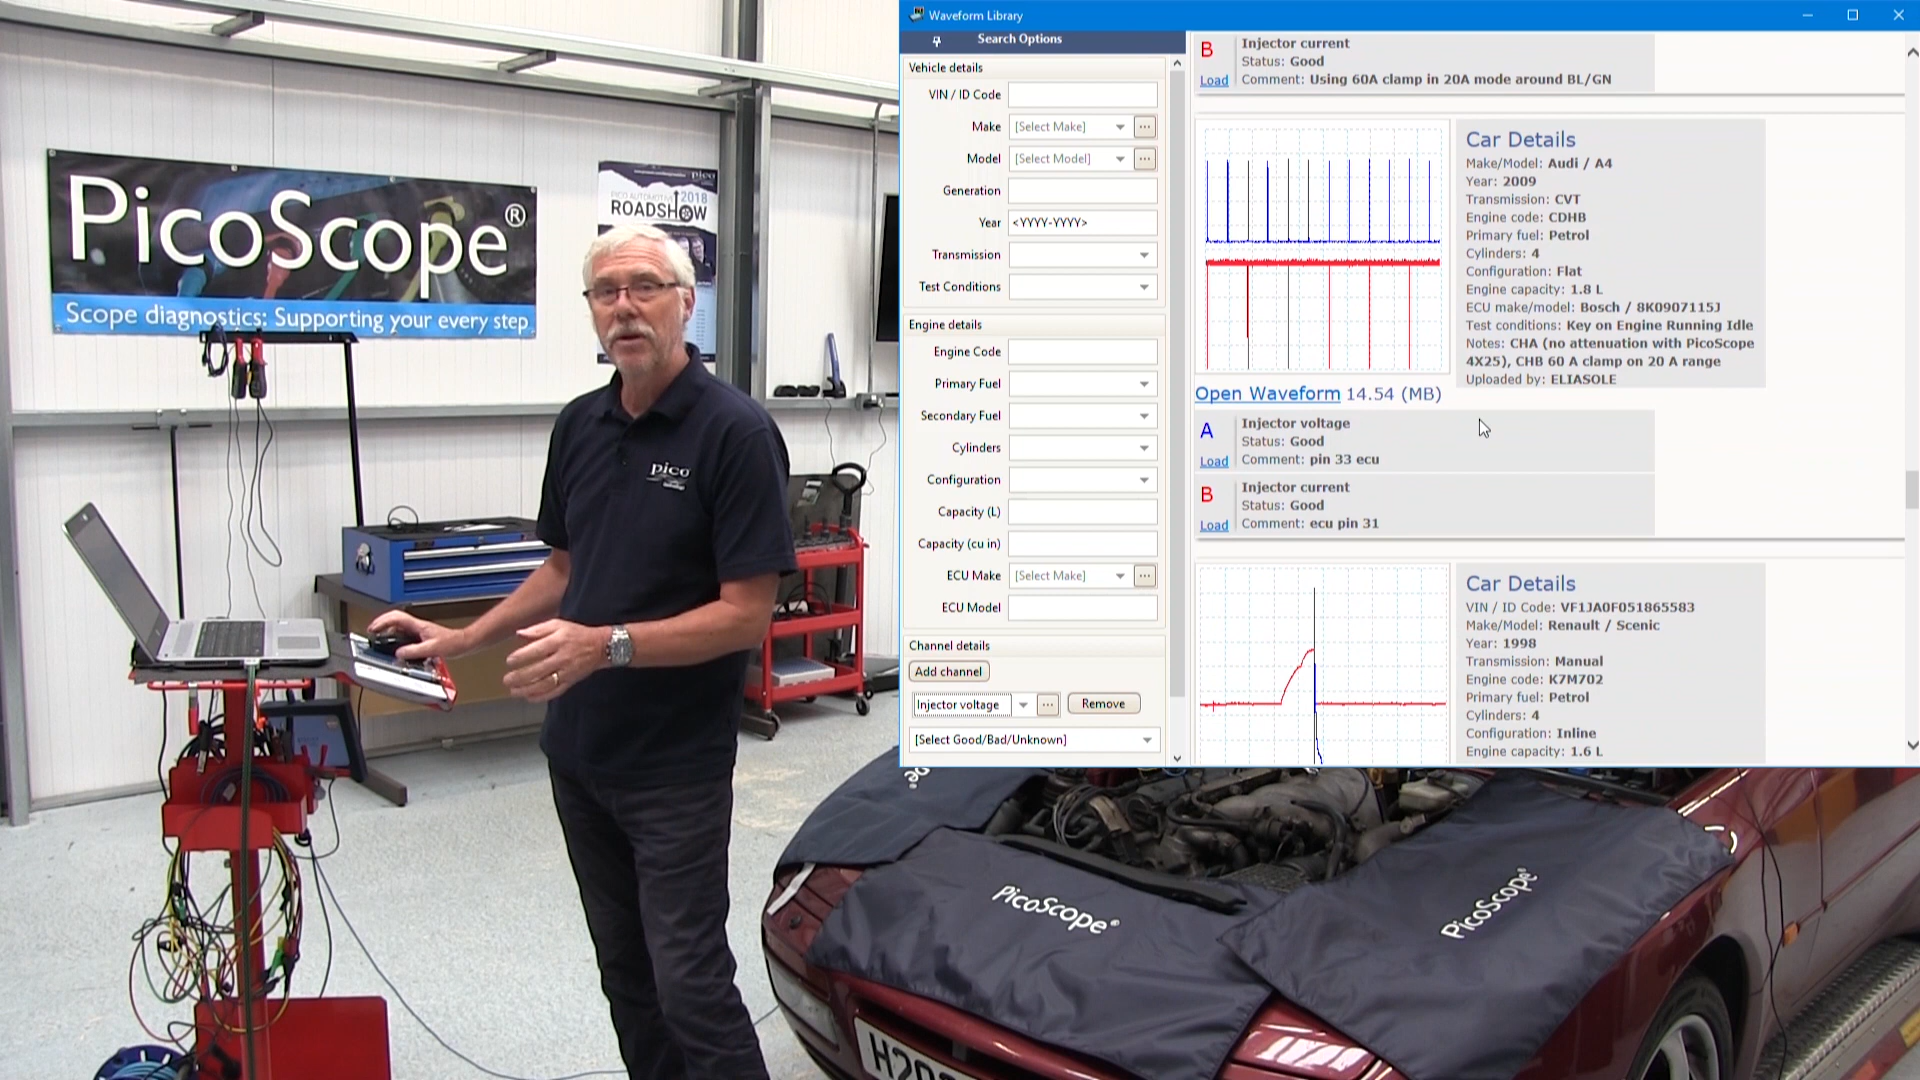 PicoScope®
Scope diagnostics: Supporting your every step
pico
PICO AUTOMOTIVE 2018
ROADSHOW
pico
Waveform Library
Search Options
Vehicle details
VIN / ID Code
Make [Select Make] ...
Model [Select Model] ...
Generation
Year <YYYY-YYYY>
Transmission
Test Conditions
Engine details
Engine Code
Primary Fuel
Secondary Fuel
Cylinders
Configuration
Capacity (L)
Capacity (cu in)
ECU Make [Select Make] ...
ECU Model
Channel details
Add channel
Injector voltage ... Remove
[Select Good/Bad/Unknown]
B Injector current
Status: Good
Load Comment: Using 60A clamp in 20A mode around BL/GN
Car Details
Make/Model: Audi / A4
Year: 2009
Transmission: CVT
Engine code: CDHB
Primary fuel: Petrol
Cylinders: 4
Configuration: Flat
Engine capacity: 1.8 L
ECU make/model: Bosch / 8K0907115J
Test conditions: Key on Engine Running Idle
Notes: CHA (no attenuation with PicoScope
4X25), CHB 60 A clamp on 20 A range
Uploaded by: ELIASOLE
Open Waveform 14.54 (MB)
A Injector voltage
Status: Good
Load Comment: pin 33 ecu
B Injector current
Status: Good
Load Comment: ecu pin 31
Car Details
VIN / ID Code: VF1JA0F051865583
Make/Model: Renault / Scenic
Year: 1998
Transmission: Manual
Engine code: K7M702
Primary fuel: Petrol
Cylinders: 4
Configuration: Inline
Engine capacity: 1.6 L
PicoScope®
PicoScope®